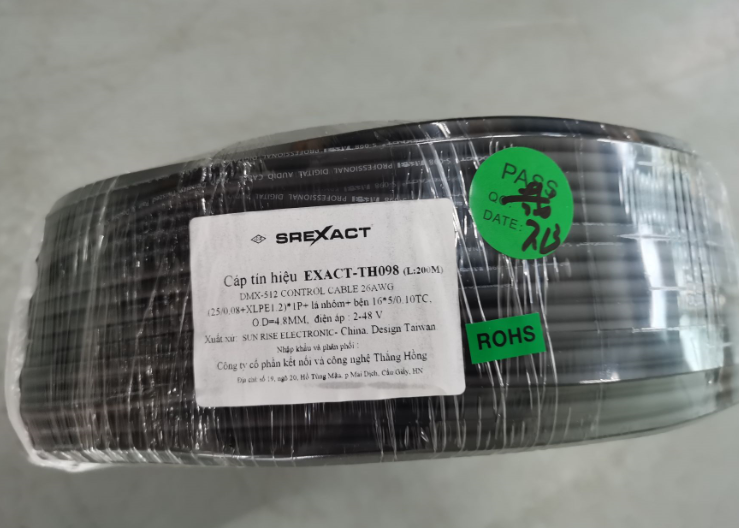 PROFESSIONAL DIGITAL AUDIO
PROFESSIONAL DIGITAL
SREXACT
Cáp tín hiệu EXACT-TH098 (L:200M)
DMX-512 CONTROL CABLE 26AWG
(25/0.08+XLPE1.2)*1P+ lá nhôm+ bện 16*5/0.10TC,
O.D=4.8MM, điện áp : 2-48 V
Xuất xứ: SUN RISE ELECTRONIC- China. Design Taiwan
Nhập khẩu và phân phối :
Công ty cổ phần kết nối và công nghệ Thăng Hồng
Địa chỉ: số 19, ngõ 20, Hồ Tùng Mậu, p Mai Dịch, Cầu Giấy, HN
PASS
DATE:
ROHS